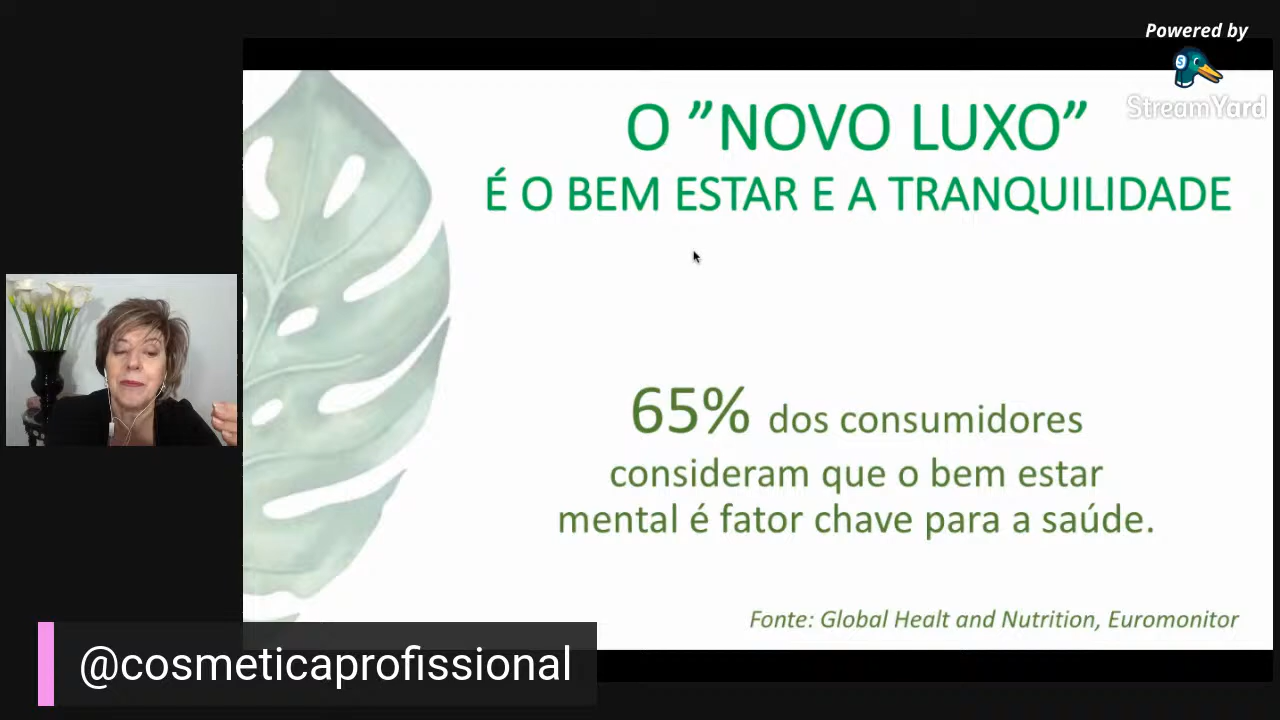 Powered by
StreamYard
O ”NOVO LUXO”
É O BEM ESTAR E A TRANQUILIDADE
65% dos consumidores
consideram que o bem estar
mental é fator chave para a saúde.
Fonte: Global Healt and Nutrition, Euromonitor
@cosmeticaprofissional